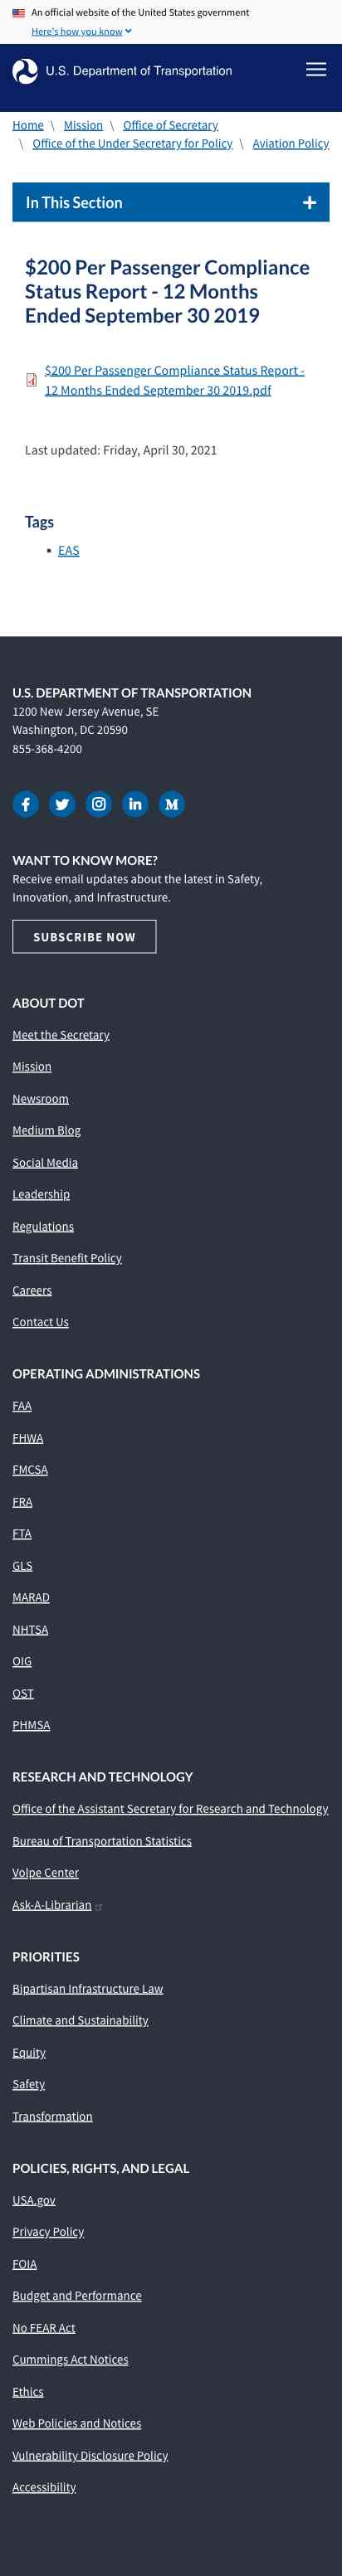 An official website of the United States government
Here's how you know
U.S. Department of Transportation
Home \ Mission \ Office of Secretary
\ Office of the Under Secretary for Policy \ Aviation Policy
In This Section
$200 Per Passenger Compliance
Status Report - 12 Months
Ended September 30 2019
$200 Per Passenger Compliance Status Report -
12 Months Ended September 30 2019.pdf
Last updated: Friday, April 30, 2021
Tags
EAS
U.S. DEPARTMENT OF TRANSPORTATION
1200 New Jersey Avenue, SE
Washington, DC 20590
855-368-4200
WANT TO KNOW MORE?
Receive email updates about the latest in Safety,
Innovation, and Infrastructure.
SUBSCRIBE NOW
ABOUT DOT
Meet the Secretary
Mission
Newsroom
Medium Blog
Social Media
Leadership
Regulations
Transit Benefit Policy
Careers
Contact Us
OPERATING ADMINISTRATIONS
FAA
FHWA
FMCSA
FRA
FTA
GLS
MARAD
NHTSA
OIG
OST
PHMSA
RESEARCH AND TECHNOLOGY
Office of the Assistant Secretary for Research and Technology
Bureau of Transportation Statistics
Volpe Center
Ask-A-Librarian
PRIORITIES
Bipartisan Infrastructure Law
Climate and Sustainability
Equity
Safety
Transformation
POLICIES, RIGHTS, AND LEGAL
USA.gov
Privacy Policy
FOIA
Budget and Performance
No FEAR Act
Cummings Act Notices
Ethics
Web Policies and Notices
Vulnerability Disclosure Policy
Accessibility